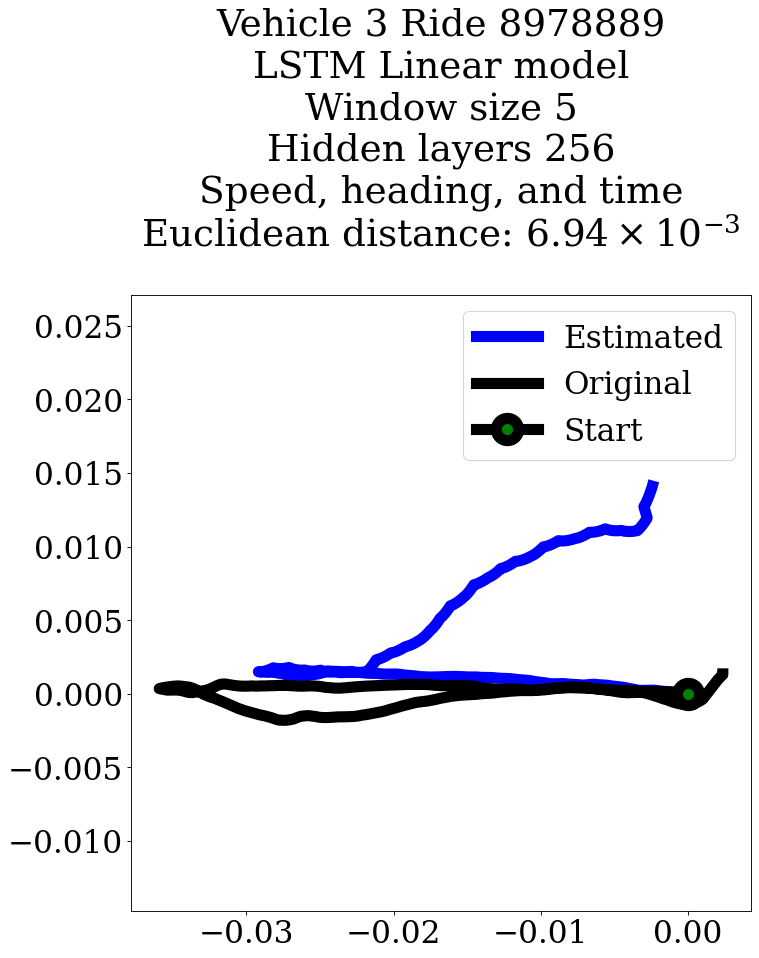 Vehicle 3 Ride 8978889
LSTM Linear model
Window size 5
Hidden layers 256
Speed, heading, and time
Euclidean distance: 6.94 × 10⁻³
Estimated
Original
Start
0.025
0.020
0.015
0.010
0.005
0.000
−0.005
−0.010
−0.03 −0.02 −0.01 0.00